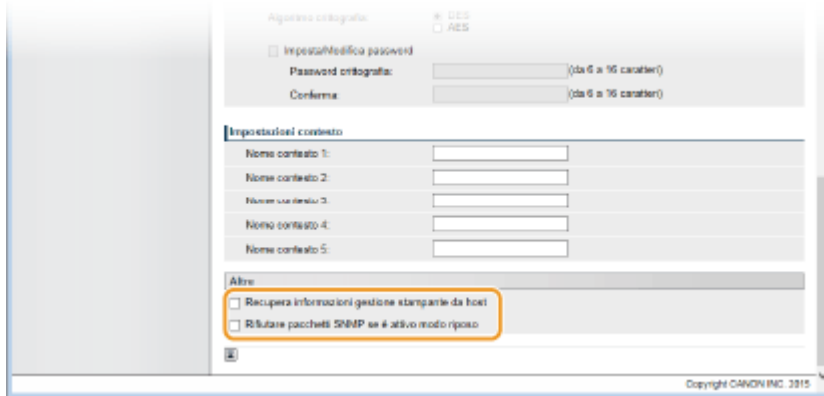 Algoritmo crittografia:
DES
AES
Imposta/Modifica password
Password crittografia:
(da 6 a 16 caratteri)
Conferma:
(da 6 a 16 caratteri)
Impostazioni contesto
Nome contesto 1:
Nome contesto 2:
Nome contesto 3:
Nome contesto 4:
Nome contesto 5:
Altre
Recupera informazioni gestione stampante da host
Rifiutare pacchetti SNMP se è attivo modo riposo
Copyright CANON INC. 2015